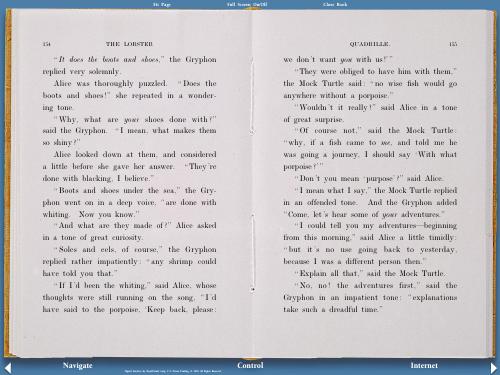 Full Screen On/Off
Close Book
154
THE LOBSTER
"It does the boots and shoes," the Gryphon
replied very solemnly.
Alice was thoroughly puzzled. "Does the
boots and shoes!" she repeated in a wonder-
ing tone.
"Why, what are your shoes done with?"
said the Gryphon. "I mean, what makes them
so shiny?"
Alice looked down at them, and considered
a little before she gave her answer. "They're
done with blacking, I believe."
"Boots and shoes under the sea," the Gry-
phon went on in a deep voice, "are done with
whiting. Now you know."
"And what are they made of?" Alice asked
in a tone of great curiosity.
"Soles and eels, of course," the Gryphon
replied rather impatiently: "any shrimp could
have told you that."
"If I'd been the whiting," said Alice, whose
thoughts were still running on the song, "I'd
have said to the porpoise, 'Keep back, please:
QUADRILLE.
155
we don't want you with us!'"
"They were obliged to have him with them,"
the Mock Turtle said: "no wise fish would go
anywhere without a porpoise."
"Wouldn't it really?" said Alice in a tone
of great surprise.
"Of course not," said the Mock Turtle:
"why, if a fish came to me, and told me he
was going a journey, I should say 'With what
porpoise?'"
"Don't you mean 'purpose'?" said Alice.
"I mean what I say," the Mock Turtle replied
in an offended tone. And the Gryphon added
"Come, let's hear some of your adventures."
"I could tell you my adventures—beginning
from this morning," said Alice a little timidly:
"but it's no use going back to yesterday,
because I was a different person then."
"Explain all that," said the Mock Turtle.
"No, no! the adventures first," said the
Gryphon in an impatient tone: "explanations
take such a dreadful time."
Navigate
Control
Internet